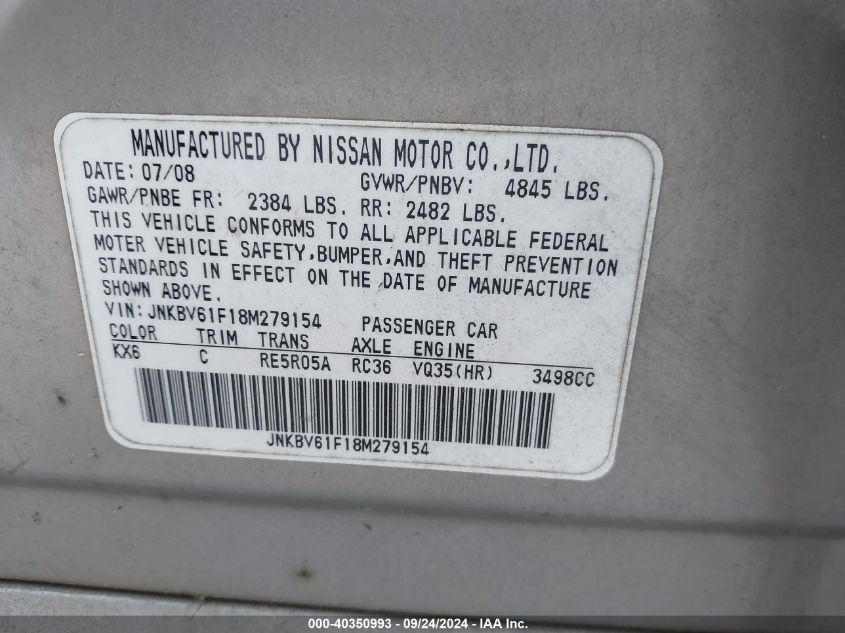 MANUFACTURED BY NISSAN MOTOR CO.,LTD.
DATE: 07/08 GVWR/PNBV: 4845 LBS.
GAWR/PNBE FR: 2384 LBS. RR: 2482 LBS.
THIS VEHICLE CONFORMS TO ALL APPLICABLE FEDERAL
MOTER VEHICLE SAFETY,BUMPER,AND THEFT PREVENTION
STANDARDS IN EFFECT ON THE DATE OF MANUFACTURE
SHOWN ABOVE.
VIN:JNKBV61F18M279154 PASSENGER CAR
COLOR TRIM TRANS AXLE ENGINE
KX6 C RE5R05A RC36 VQ35(HR) 3498CC
JNKBV61F18M279154
000-40350993 - 09/24/2024 - IAA Inc.